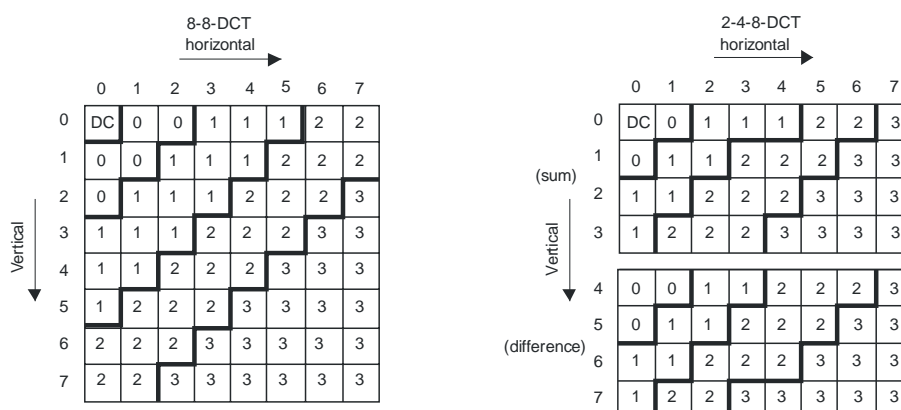 8-8-DCT
horizontal
0 1 2 3 4 5 6 7
0 DC 0 0 1 1 1 2 2
1 0 0 1 1 1 2 2 2
2 0 1 1 1 2 2 2 3
3 1 1 1 2 2 2 3 3
4 1 1 2 2 2 3 3 3
5 1 2 2 2 3 3 3 3
6 2 2 2 3 3 3 3 3
7 2 2 3 3 3 3 3 3
Vertical
2-4-8-DCT
horizontal
0 1 2 3 4 5 6 7
0 DC 0 1 1 1 2 2 3
1 0 1 1 2 2 2 3 3
(sum)
2 1 1 2 2 2 3 3 3
3 1 2 2 2 3 3 3 3
Vertical
4 0 0 1 1 2 2 2 3
5 0 1 1 2 2 2 3 3
(difference)
6 1 1 2 2 2 3 3 3
7 1 2 2 3 3 3 3 3